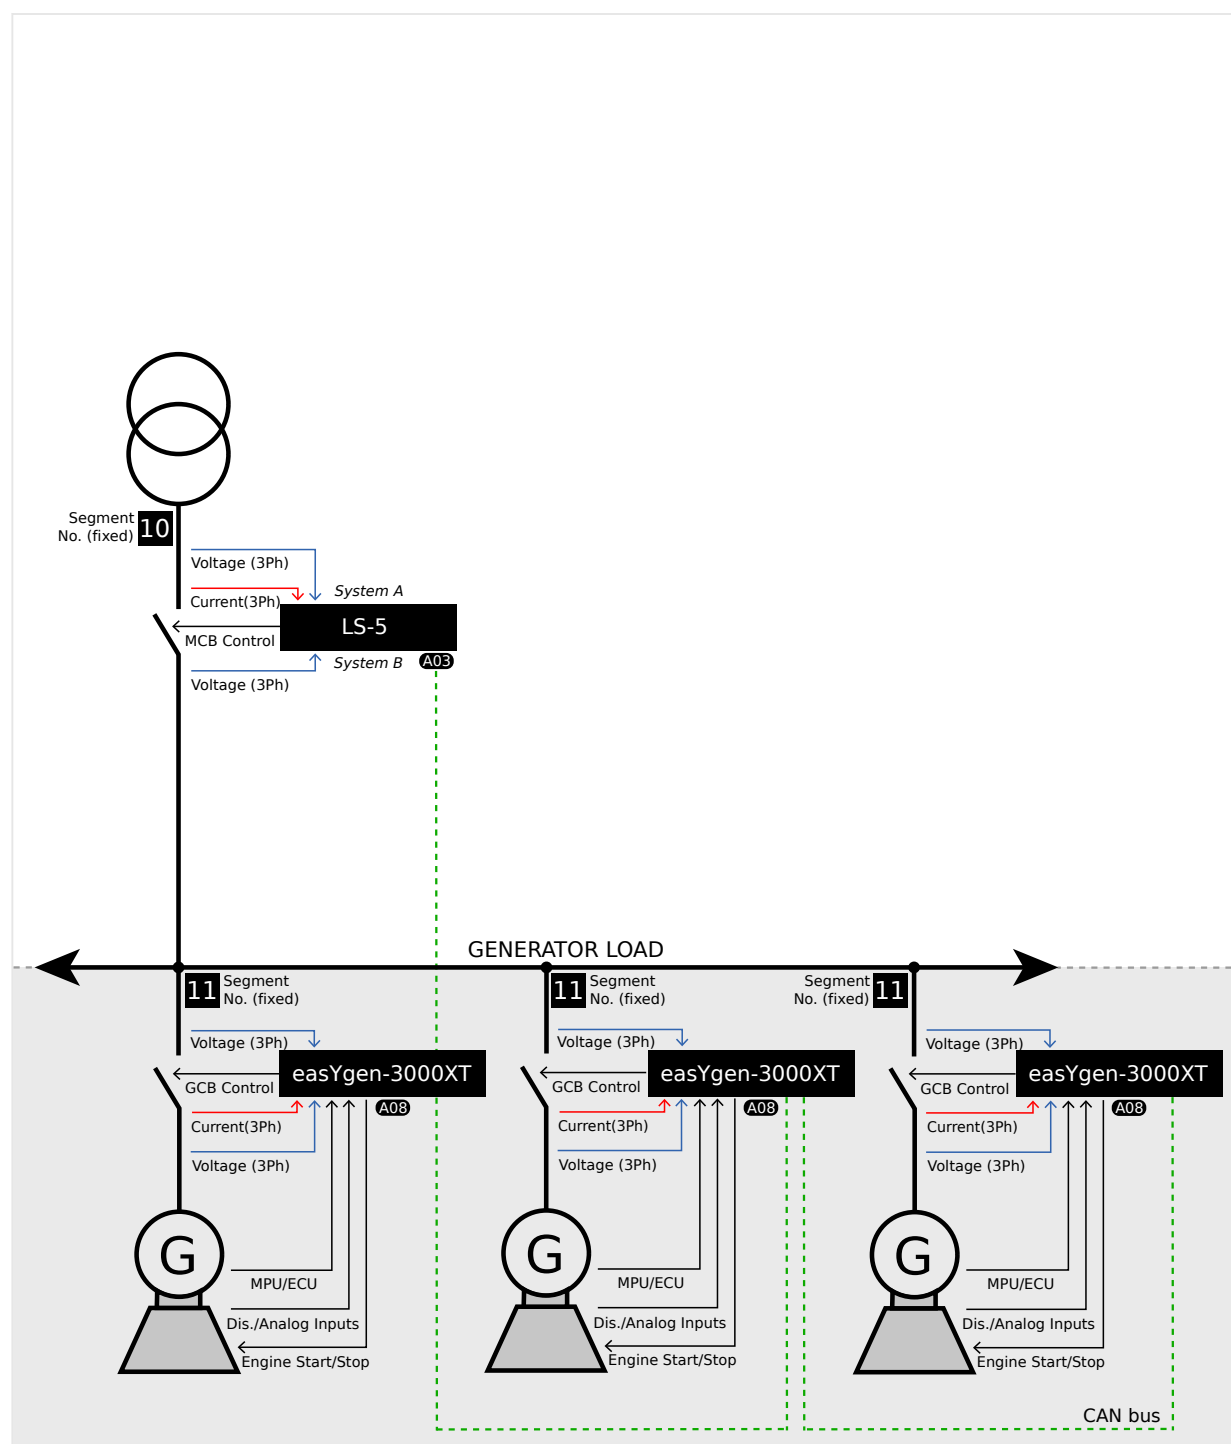 Segment
No. (fixed)
10
Voltage (3Ph)
System A
Current(3Ph)
LS-5
MCB Control
System B
A03
Voltage (3Ph)
GENERATOR LOAD
11
Segment
No. (fixed)
11
Segment
No. (fixed)
Segment
No. (fixed)
11
Voltage (3Ph)
Voltage (3Ph)
Voltage (3Ph)
easYgen-3000XT
easYgen-3000XT
easYgen-3000XT
GCB Control
GCB Control
GCB Control
A08
A08
A08
Current(3Ph)
Current(3Ph)
Current(3Ph)
Voltage (3Ph)
Voltage (3Ph)
Voltage (3Ph)
G
G
G
MPU/ECU
MPU/ECU
MPU/ECU
Dis./Analog Inputs
Dis./Analog Inputs
Dis./Analog Inputs
Engine Start/Stop
Engine Start/Stop
Engine Start/Stop
CAN bus